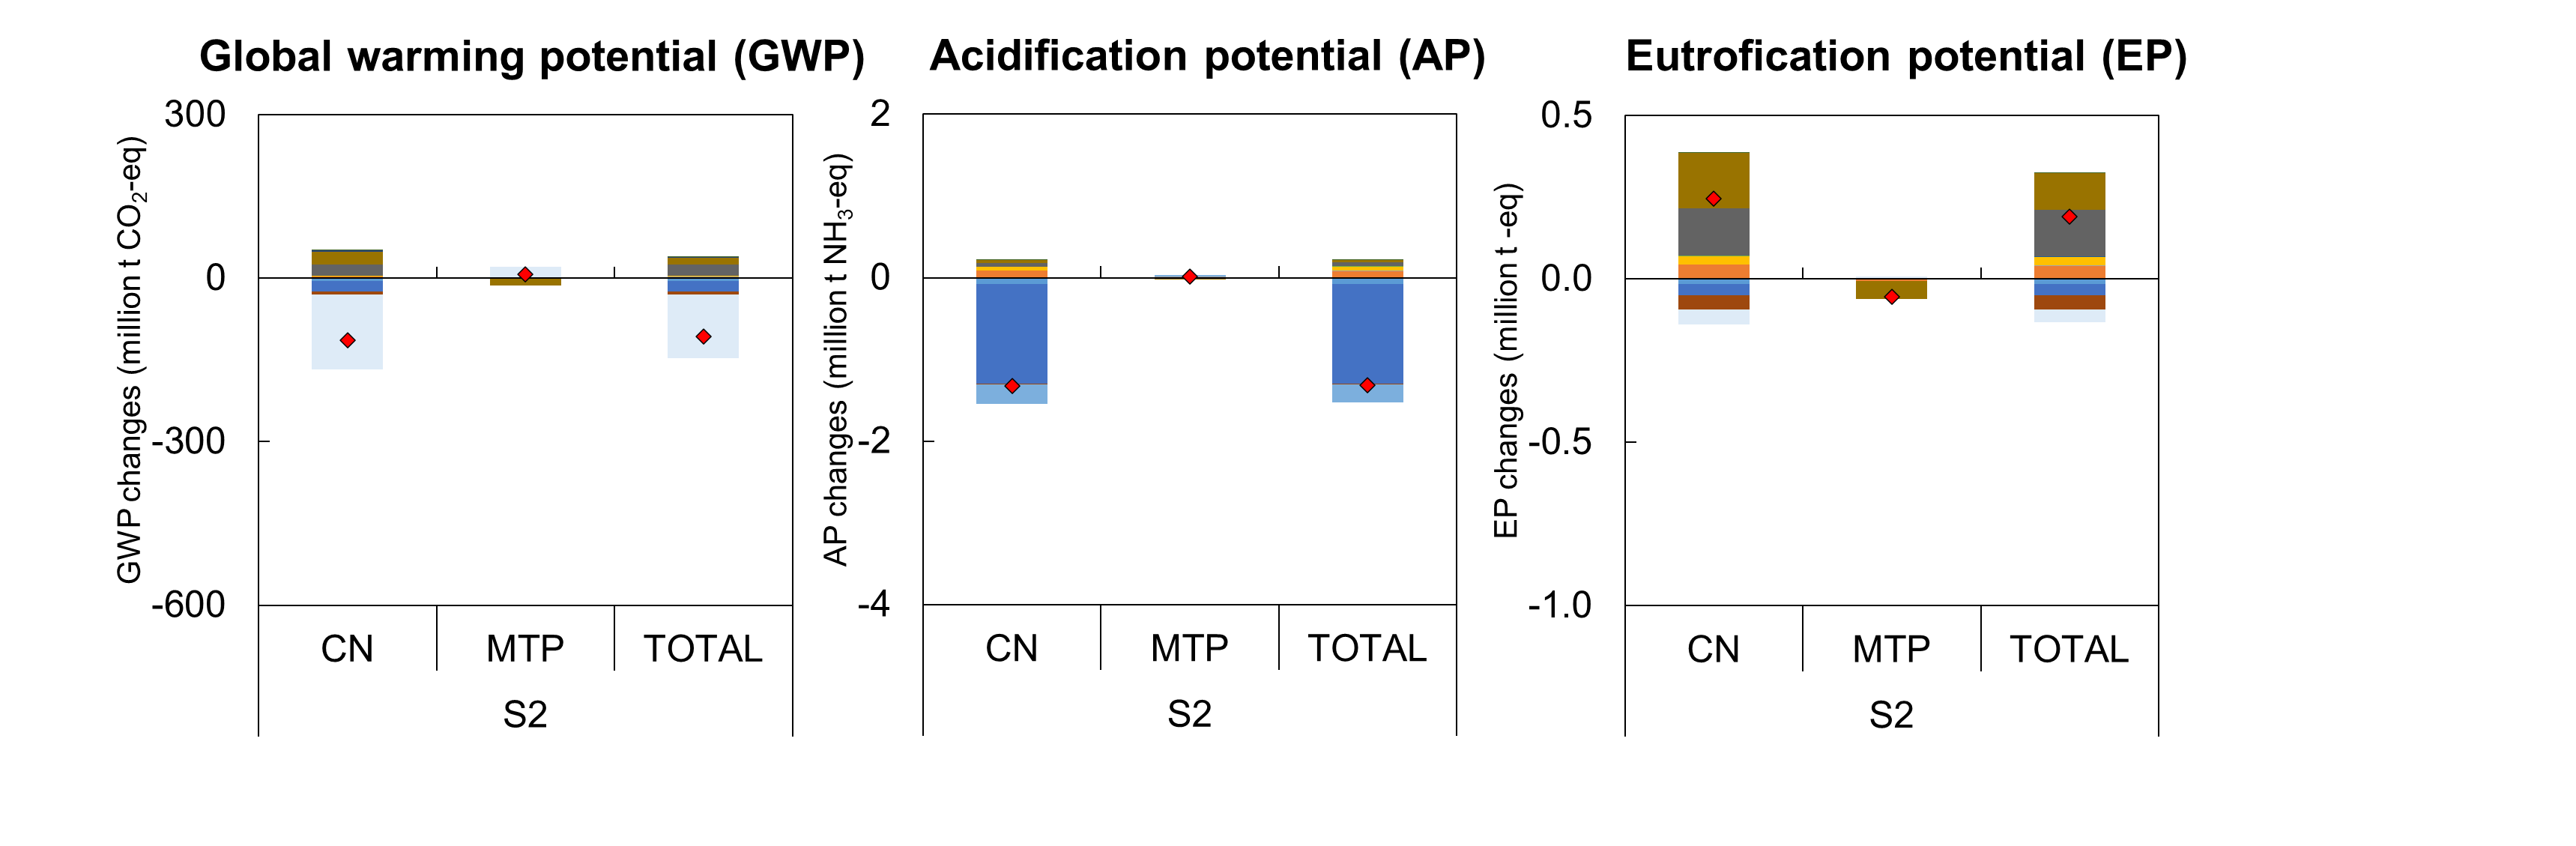 Global warming potential (GWP)
GWP changes (million t CO₂-eq)
300
0
-300
-600
CN MTP TOTAL
S2
Acidification potential (AP)
AP changes (million t NH₃-eq)
2
0
-2
-4
CN MTP TOTAL
S2
Eutrofication potential (EP)
EP changes (million t -eq)
0.5
0.0
-0.5
-1.0
CN MTP TOTAL
S2